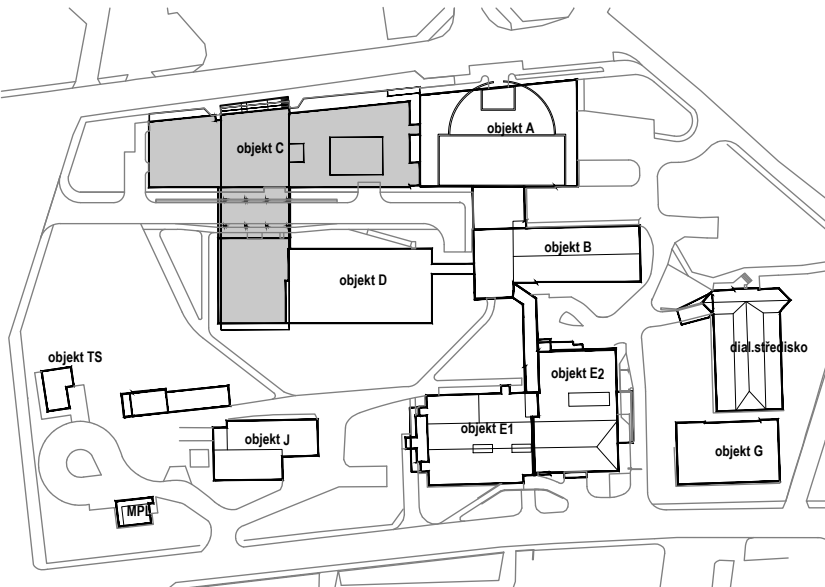 objekt A
objekt C
objekt B
objekt D
dial.středisko
objekt TS
objekt E2
objekt E1
objekt J
objekt G
MPL